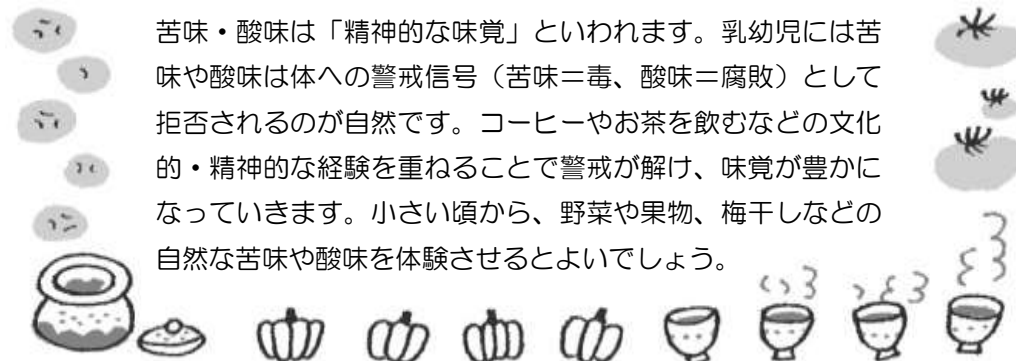 苦味・酸味は「精神的な味覚」といわれます。乳幼児には苦
味や酸味は体への警戒信号（苦味＝毒、酸味＝腐敗）として
拒否されるのが自然です。コーヒーやお茶を飲むなどの文化
的・精神的な経験を重ねることで警戒が解け、味覚が豊かに
なっていきます。小さい頃から、野菜や果物、梅干しなどの
自然な苦味や酸味を体験させるとよいでしょう。